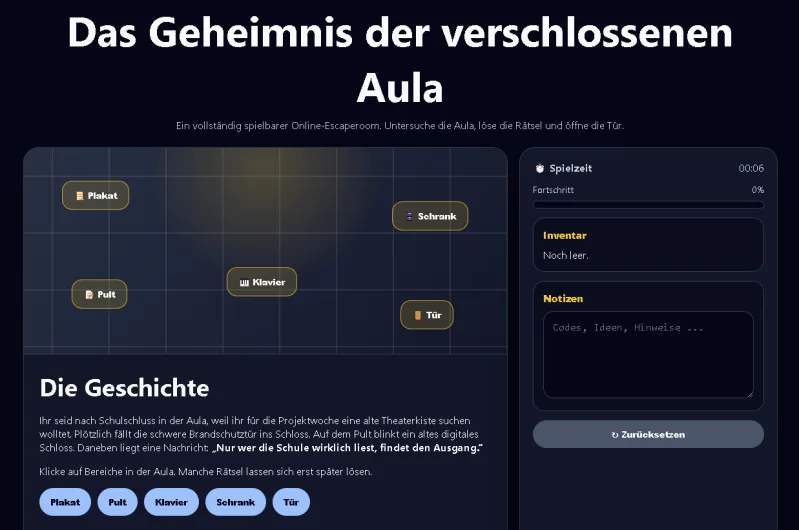 Das Geheimnis der verschlossenen
Aula
Ein vollständig spielbarer Online-Escaperoom. Untersuche die Aula, löse die Rätsel und öffne die Tür.
Plakat
Schrank
Klavier
Pult
Tür
Die Geschichte
Ihr seid nach Schulschluss in der Aula, weil ihr für die Projektwoche eine alte Theaterkiste suchen
wolltet. Plötzlich fällt die schwere Brandschutztür ins Schloss. Auf dem Pult blinkt ein altes digitales
Schloss. Daneben liegt eine Nachricht: „Nur wer die Schule wirklich liest, findet den Ausgang.“
Klicke auf Bereiche in der Aula. Manche Rätsel lassen sich erst später lösen.
Plakat Pult Klavier Schrank Tür
Spielzeit 00:06
Fortschritt 0%
Inventar
Noch leer.
Notizen
Codes, Ideen, Hinweise ...
↻ Zurücksetzen